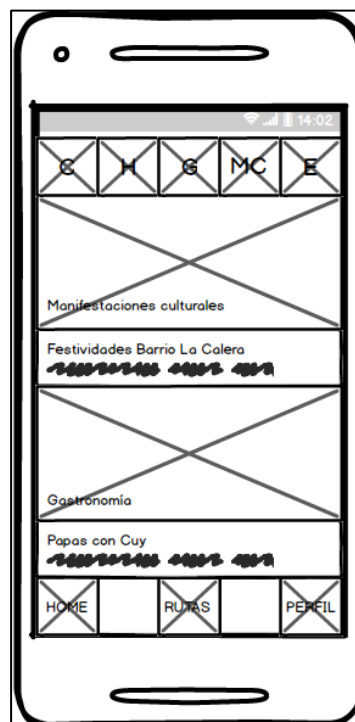 14:02
C H G MC E
Manifestaciones culturales
Festividades Barrio La Calera
Gastronomía
Papas con Cuy
HOME RUTAS PERFIL